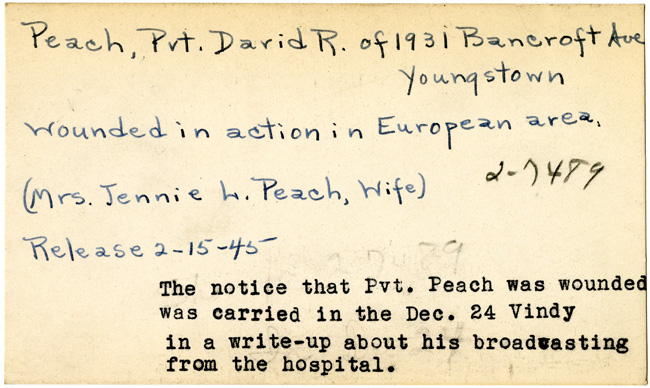 Peach, Pvt. David R. of 1931 Bancroft Ave
Youngstown
Wounded in action in European area.
2-7489
(Mrs. Jennie L. Peach, Wife)
Release 2-15-45
The notice that Pvt. Peach was wounded
was carried in the Dec. 24 Vindy
in a write-up about his broadcasting
from the hospital.